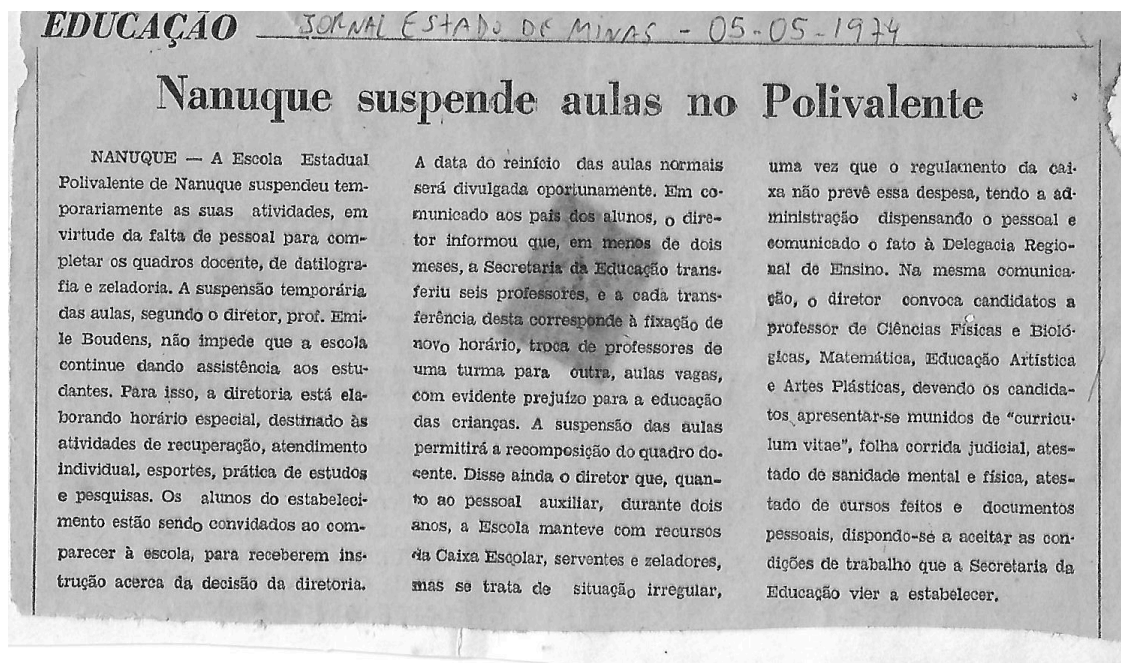 EDUCAÇÃO
JORNAL ESTADO DE MINAS - 05-05-1974
Nanuque suspende aulas no Polivalente
NANUQUE — A Escola Estadual
Polivalente de Nanuque suspendeu tem-
porariamente as suas atividades, em
virtude da falta de pessoal para com-
pletar os quadros docente, de datilogra-
fia e zeladoria. A suspensão temporária
das aulas, segundo o diretor, prof. Emi-
le Boudens, não impede que a escola
continue dando assistência aos estu-
dantes. Para isso, a diretoria está ela-
borando horário especial, destinado às
atividades de recuperação, atendimento
individual, esportes, prática de estudos
e pesquisas. Os alunos do estabeleci-
mento estão sendo convidados ao com-
parecer à escola, para receberem ins-
trução acerca da decisão da diretoria.
A data do reinício das aulas normais
será divulgada oportunamente. Em co-
municado aos pais dos alunos, o dire-
tor informou que, em menos de dois
meses, a Secretaria da Educação trans-
feriu seis professores, e a cada trans-
ferência desta corresponde à fixação de
novo horário, troca de professores de
uma turma para outra, aulas vagas,
com evidente prejuízo para a educação
das crianças. A suspensão das aulas
permitirá a recomposição do quadro do-
cente. Disse ainda o diretor que, quan-
to ao pessoal auxiliar, durante dois
anos, a Escola manteve com recursos
da Caixa Escolar, serventes e zeladores,
mas se trata de situação irregular,
uma vez que o regulamento da cai-
xa não prevê essa despesa, tendo a ad-
ministração dispensando o pessoal e
comunicado o fato à Delegacia Regio-
nal de Ensino. Na mesma comunica-
ção, o diretor convoca candidatos a
professor de Ciências Físicas e Bioló-
gicas, Matemática, Educação Artística
e Artes Plásticas, devendo os candida-
tos apresentar-se munidos de "curricu-
lum vitae", folha corrida judicial, ates-
tado de sanidade mental e física, ates-
tado de cursos feitos e documentos
pessoais, dispondo-se a aceitar as con-
dições de trabalho que a Secretaria da
Educação vier a estabelecer.